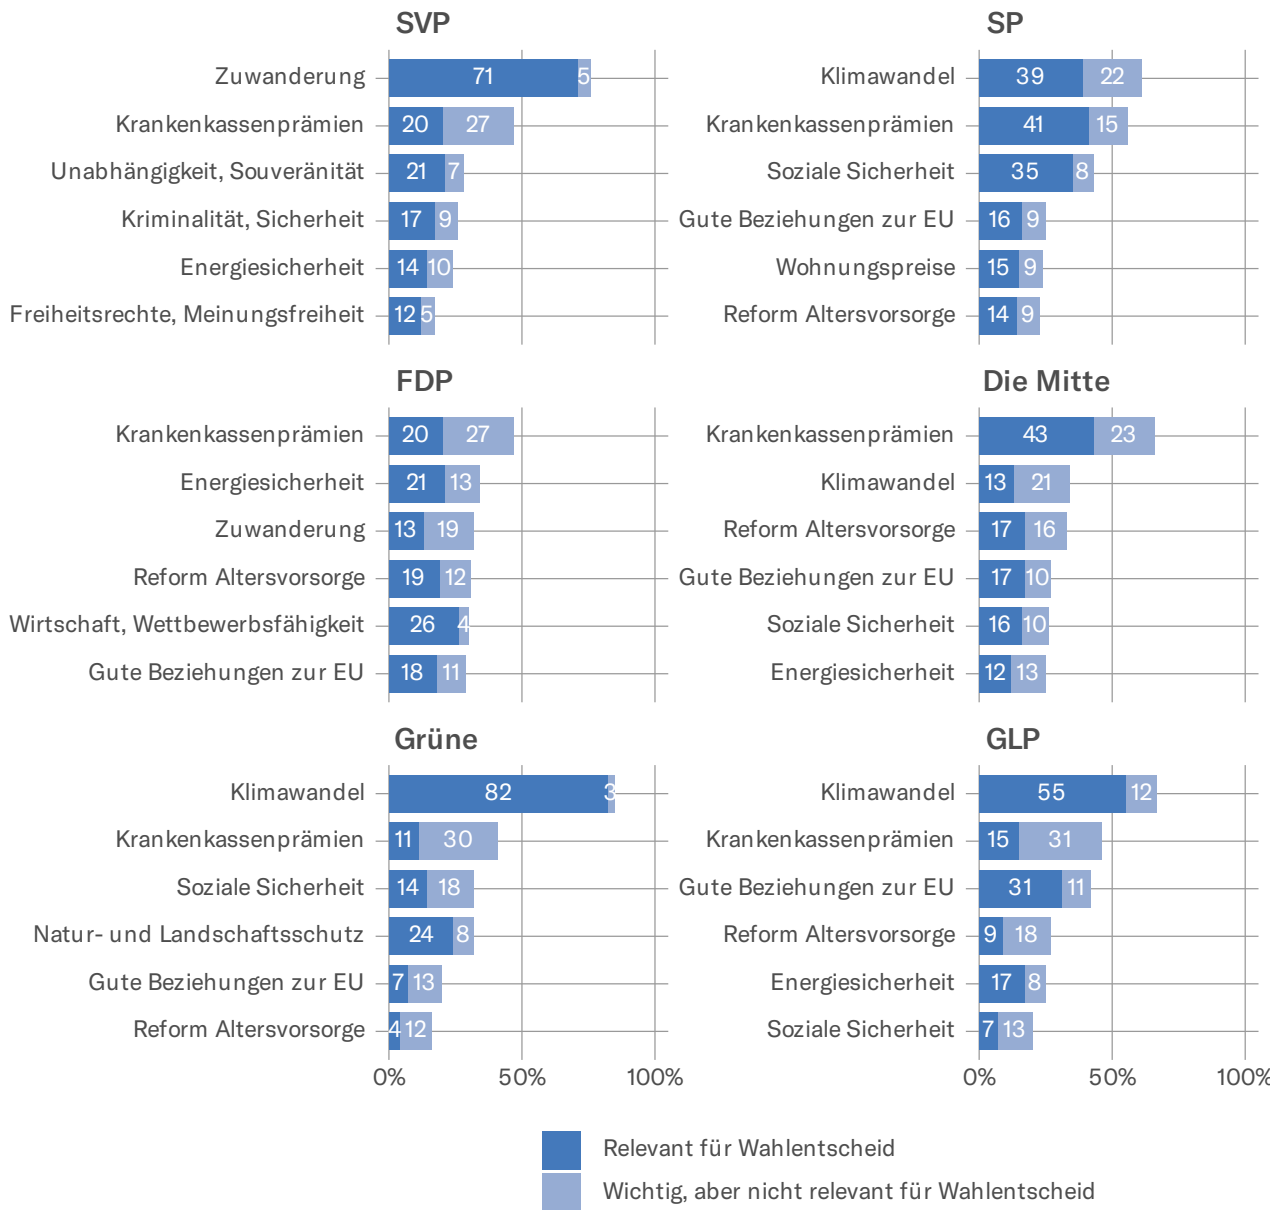 SVP
Zuwanderung 71 5
Krankenkassenprämien 20 27
Unabhängigkeit, Souveränität 21 7
Kriminalität, Sicherheit 17 9
Energiesicherheit 14 10
Freiheitsrechte, Meinungsfreiheit 12 5
SP
Klimawandel 39 22
Krankenkassenprämien 41 15
Soziale Sicherheit 35 8
Gute Beziehungen zur EU 16 9
Wohnungspreise 15 9
Reform Altersvorsorge 14 9
FDP
Krankenkassenprämien 20 27
Energiesicherheit 21 13
Zuwanderung 13 19
Reform Altersvorsorge 19 12
Wirtschaft, Wettbewerbsfähigkeit 26 4
Gute Beziehungen zur EU 18 11
Die Mitte
Krankenkassenprämien 43 23
Klimawandel 13 21
Reform Altersvorsorge 17 16
Gute Beziehungen zur EU 17 10
Soziale Sicherheit 16 10
Energiesicherheit 12 13
Grüne
Klimawandel 82 3
Krankenkassenprämien 11 30
Soziale Sicherheit 14 18
Natur- und Landschaftsschutz 24 8
Gute Beziehungen zur EU 7 13
Reform Altersvorsorge 4 12
0% 50% 100%
GLP
Klimawandel 55 12
Krankenkassenprämien 15 31
Gute Beziehungen zur EU 31 11
Reform Altersvorsorge 9 18
Energiesicherheit 17 8
Soziale Sicherheit 7 13
0% 50% 100%
Relevant für Wahlentscheid
Wichtig, aber nicht relevant für Wahlentscheid